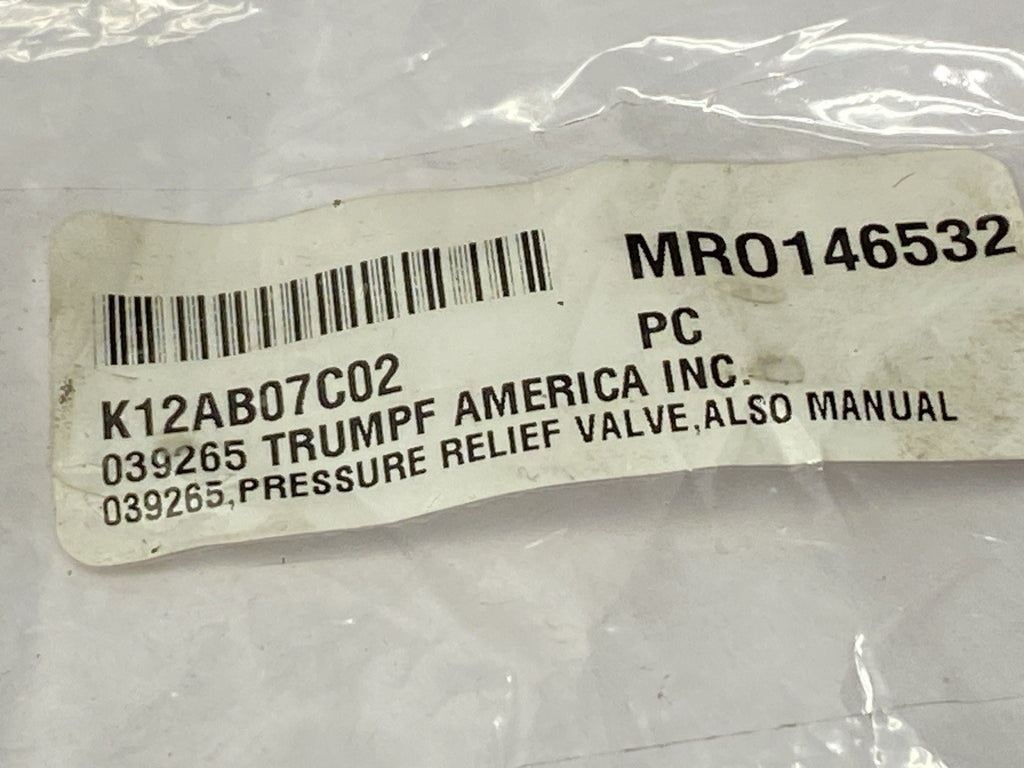 MRO146532
PC
K12AB07C02
039265 TRUMPF AMERICA INC.
039265,PRESSURE RELIEF VALVE,ALSO MANUAL